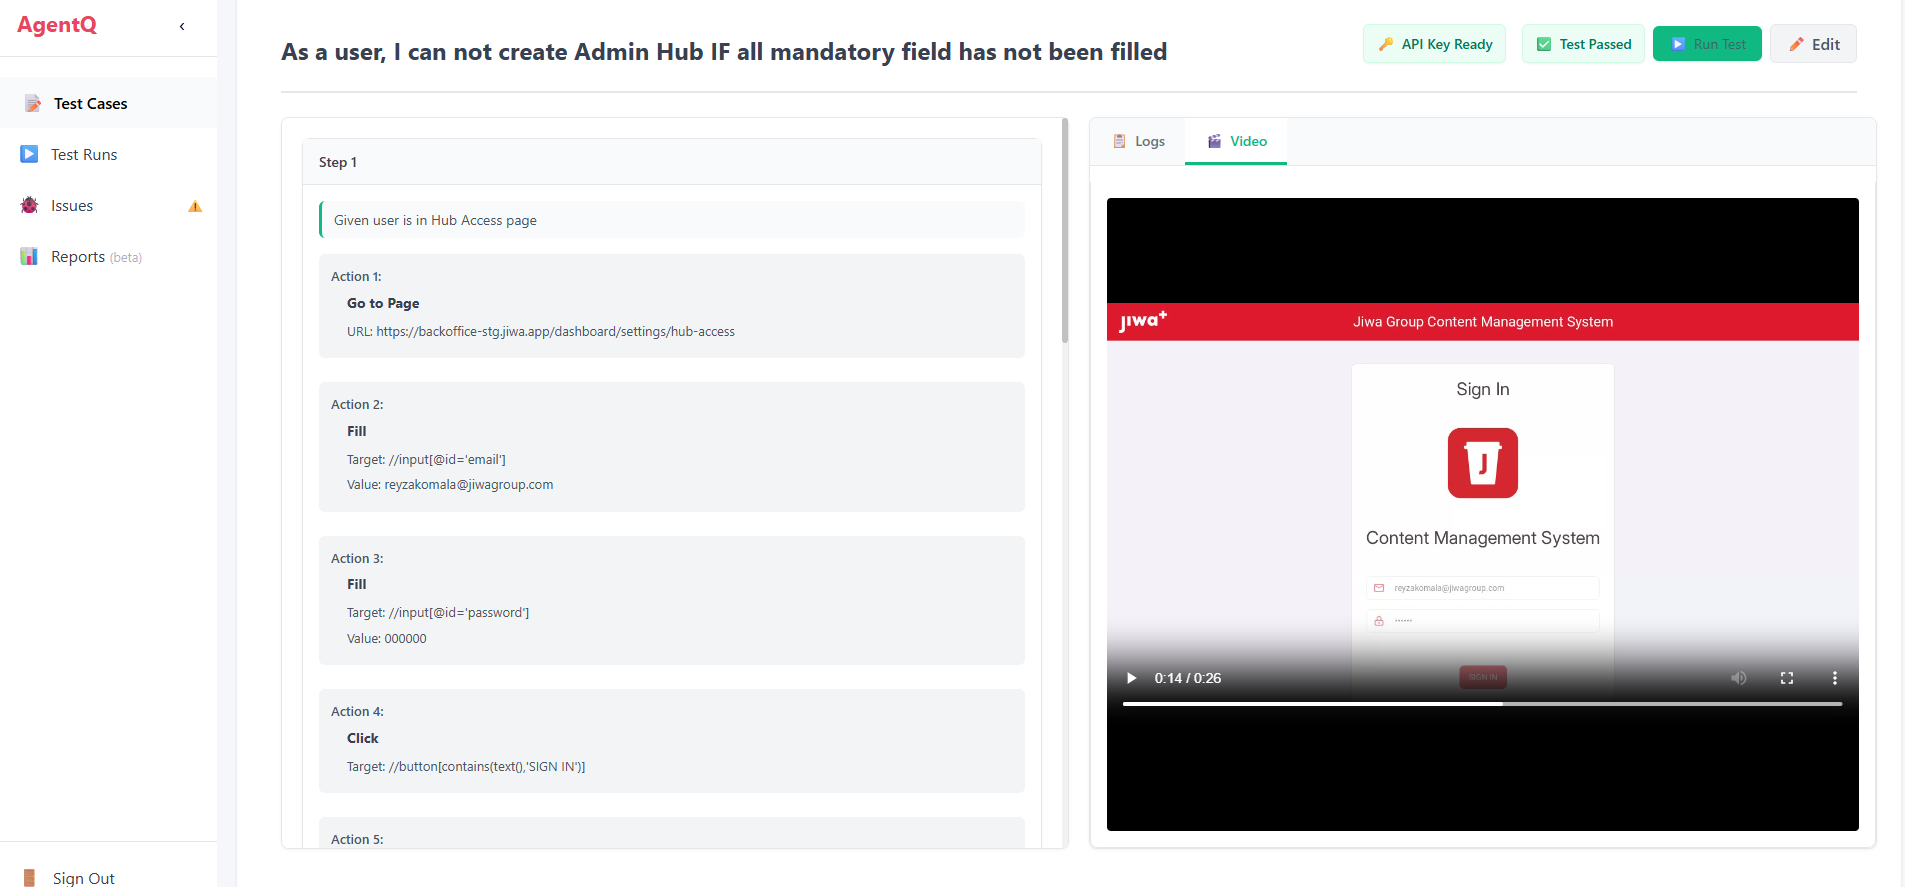 AgentQ
Test Cases
Test Runs
Issues
Reports (beta)
Sign Out
As a user, I can not create Admin Hub IF all mandatory field has not been filled
API Key Ready
Test Passed
Run Test
Edit
Step 1
Given user is in Hub Access page
Action 1:
Go to Page
URL: https://backoffice-stg.jiwa.app/dashboard/settings/hub-access
Action 2:
Fill
Target: //input[@id='email']
Value: reyzakomala@jiwagroup.com
Action 3:
Fill
Target: //input[@id='password']
Value: 000000
Action 4:
Click
Target: //button[contains(text(),'SIGN IN')]
Action 5:
Logs
Video
Jiwa+
Jiwa Group Content Management System
Sign In
J
Content Management System
reyzakomala@jiwagroup.com
SIGN IN
0:14 / 0:26